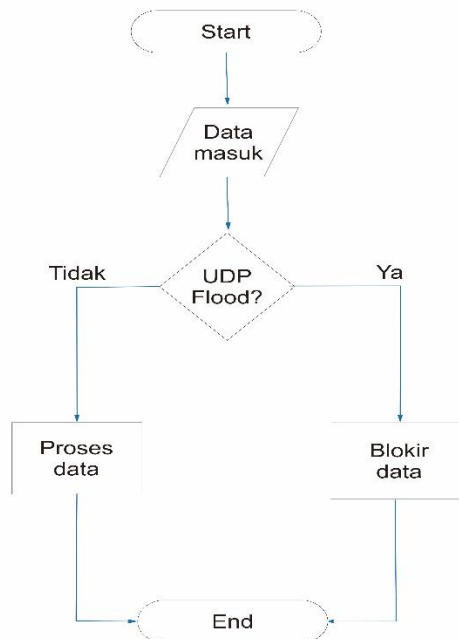 Start
Data
masuk
UDP
Flood?
Tidak
Ya
Proses
data
Blokir
data
End